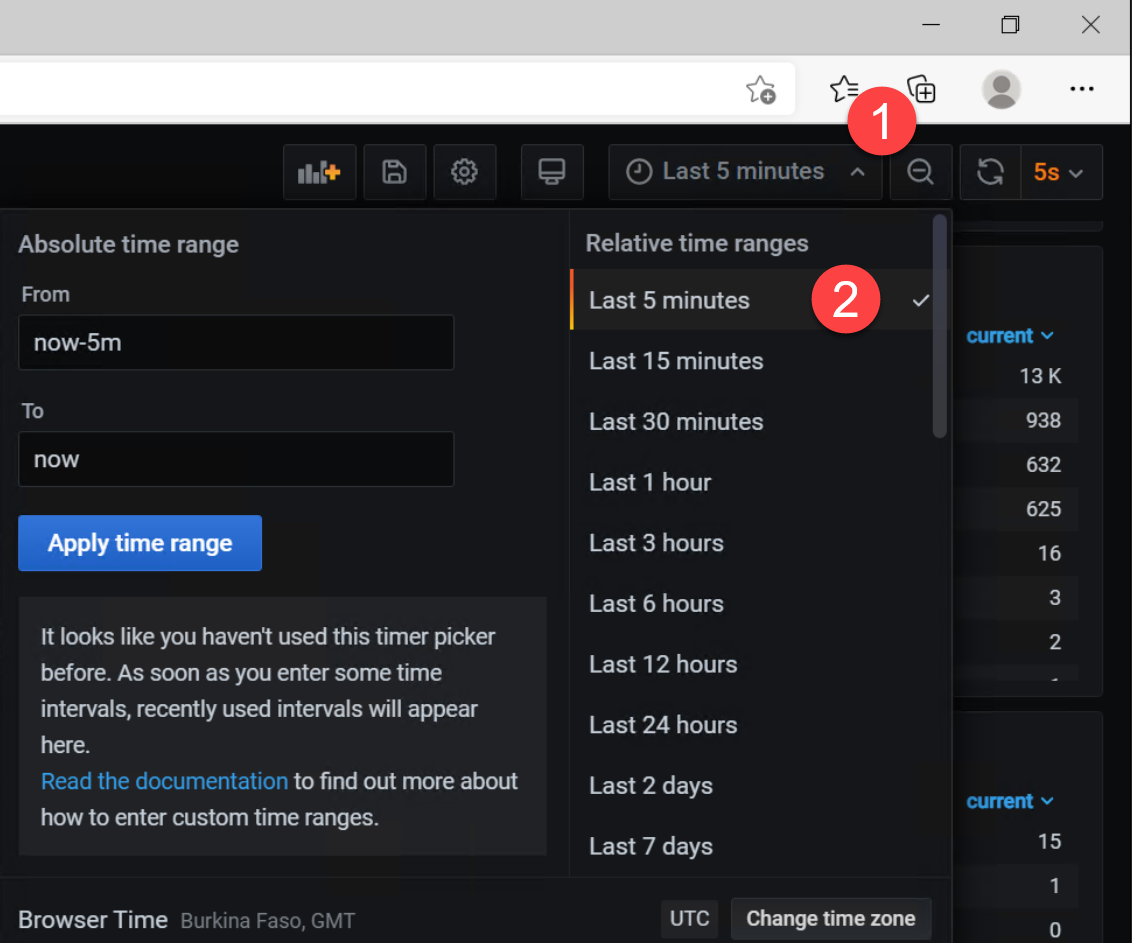 1
Last 5 minutes
5s
Absolute time range
From
now-5m
To
now
Apply time range
It looks like you haven't used this timer picker
before. As soon as you enter some time
intervals, recently used intervals will appear
here.
Read the documentation to find out more about
how to enter custom time ranges.
Relative time ranges
Last 5 minutes
2
Last 15 minutes
Last 30 minutes
Last 1 hour
Last 3 hours
Last 6 hours
Last 12 hours
Last 24 hours
Last 2 days
Last 7 days
Browser Time Burkina Faso, GMT
UTC
Change time zone
current
13 K
938
632
625
16
3
2
current
15
1
0